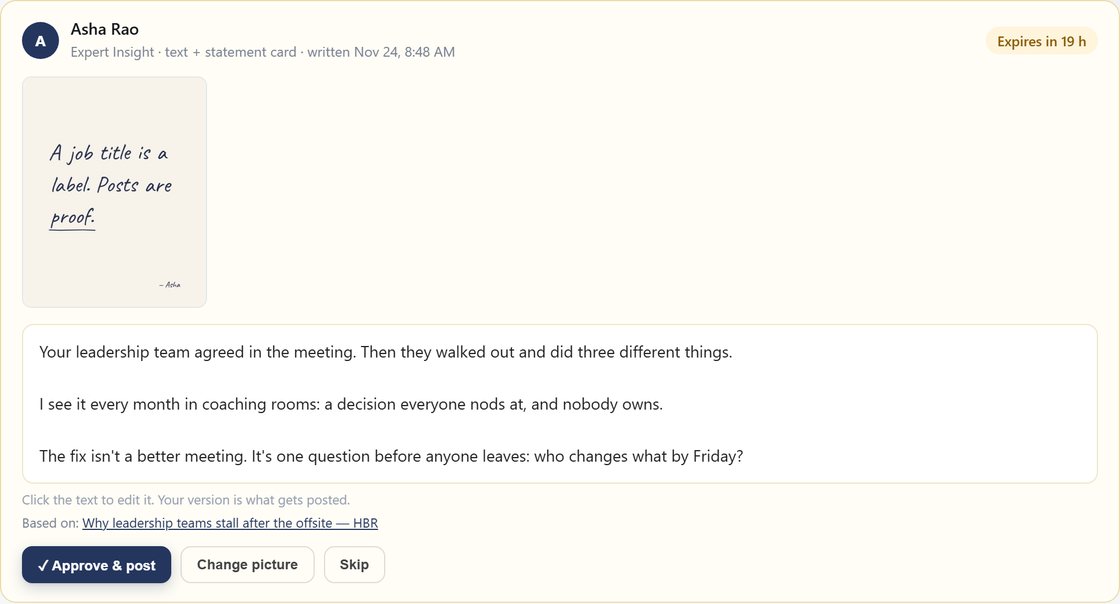 A
Asha Rao
Expert Insight · text + statement card · written Nov 24, 8:48 AM
Expires in 19 h
A job title is a
label. Posts are
proof.
– Asha
Your leadership team agreed in the meeting. Then they walked out and did three different things.
I see it every month in coaching rooms: a decision everyone nods at, and nobody owns.
The fix isn't a better meeting. It's one question before anyone leaves: who changes what by Friday?
Click the text to edit it. Your version is what gets posted.
Based on: Why leadership teams stall after the offsite — HBR
✓ Approve & post
Change picture
Skip